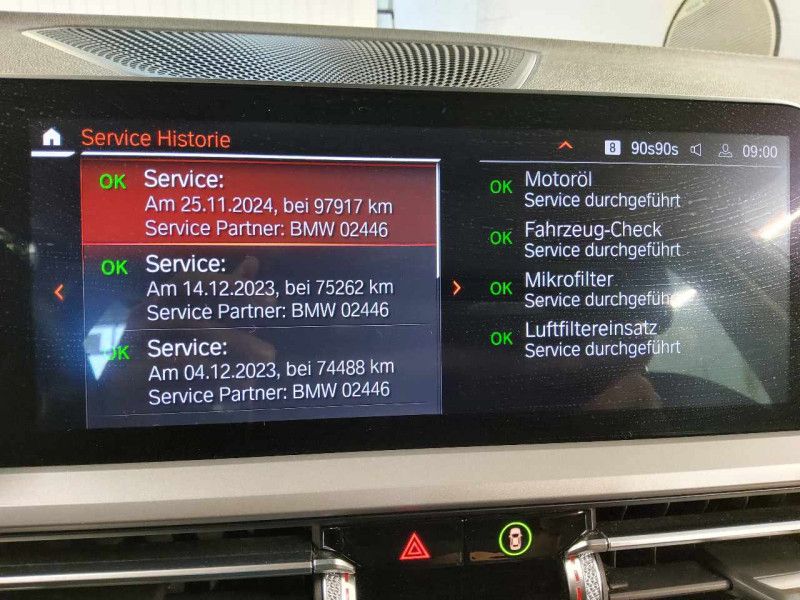 Service Historie
8 90s90s 09:00
OK Service:
Am 25.11.2024, bei 97917 km
Service Partner: BMW 02446
OK Service:
Am 14.12.2023, bei 75262 km
Service Partner: BMW 02446
OK Service:
Am 04.12.2023, bei 74488 km
Service Partner: BMW 02446
OK Motoröl
Service durchgeführt
OK Fahrzeug-Check
Service durchgeführt
OK Mikrofilter
Service durchgeführt
OK Luftfiltereinsatz
Service durchgeführt